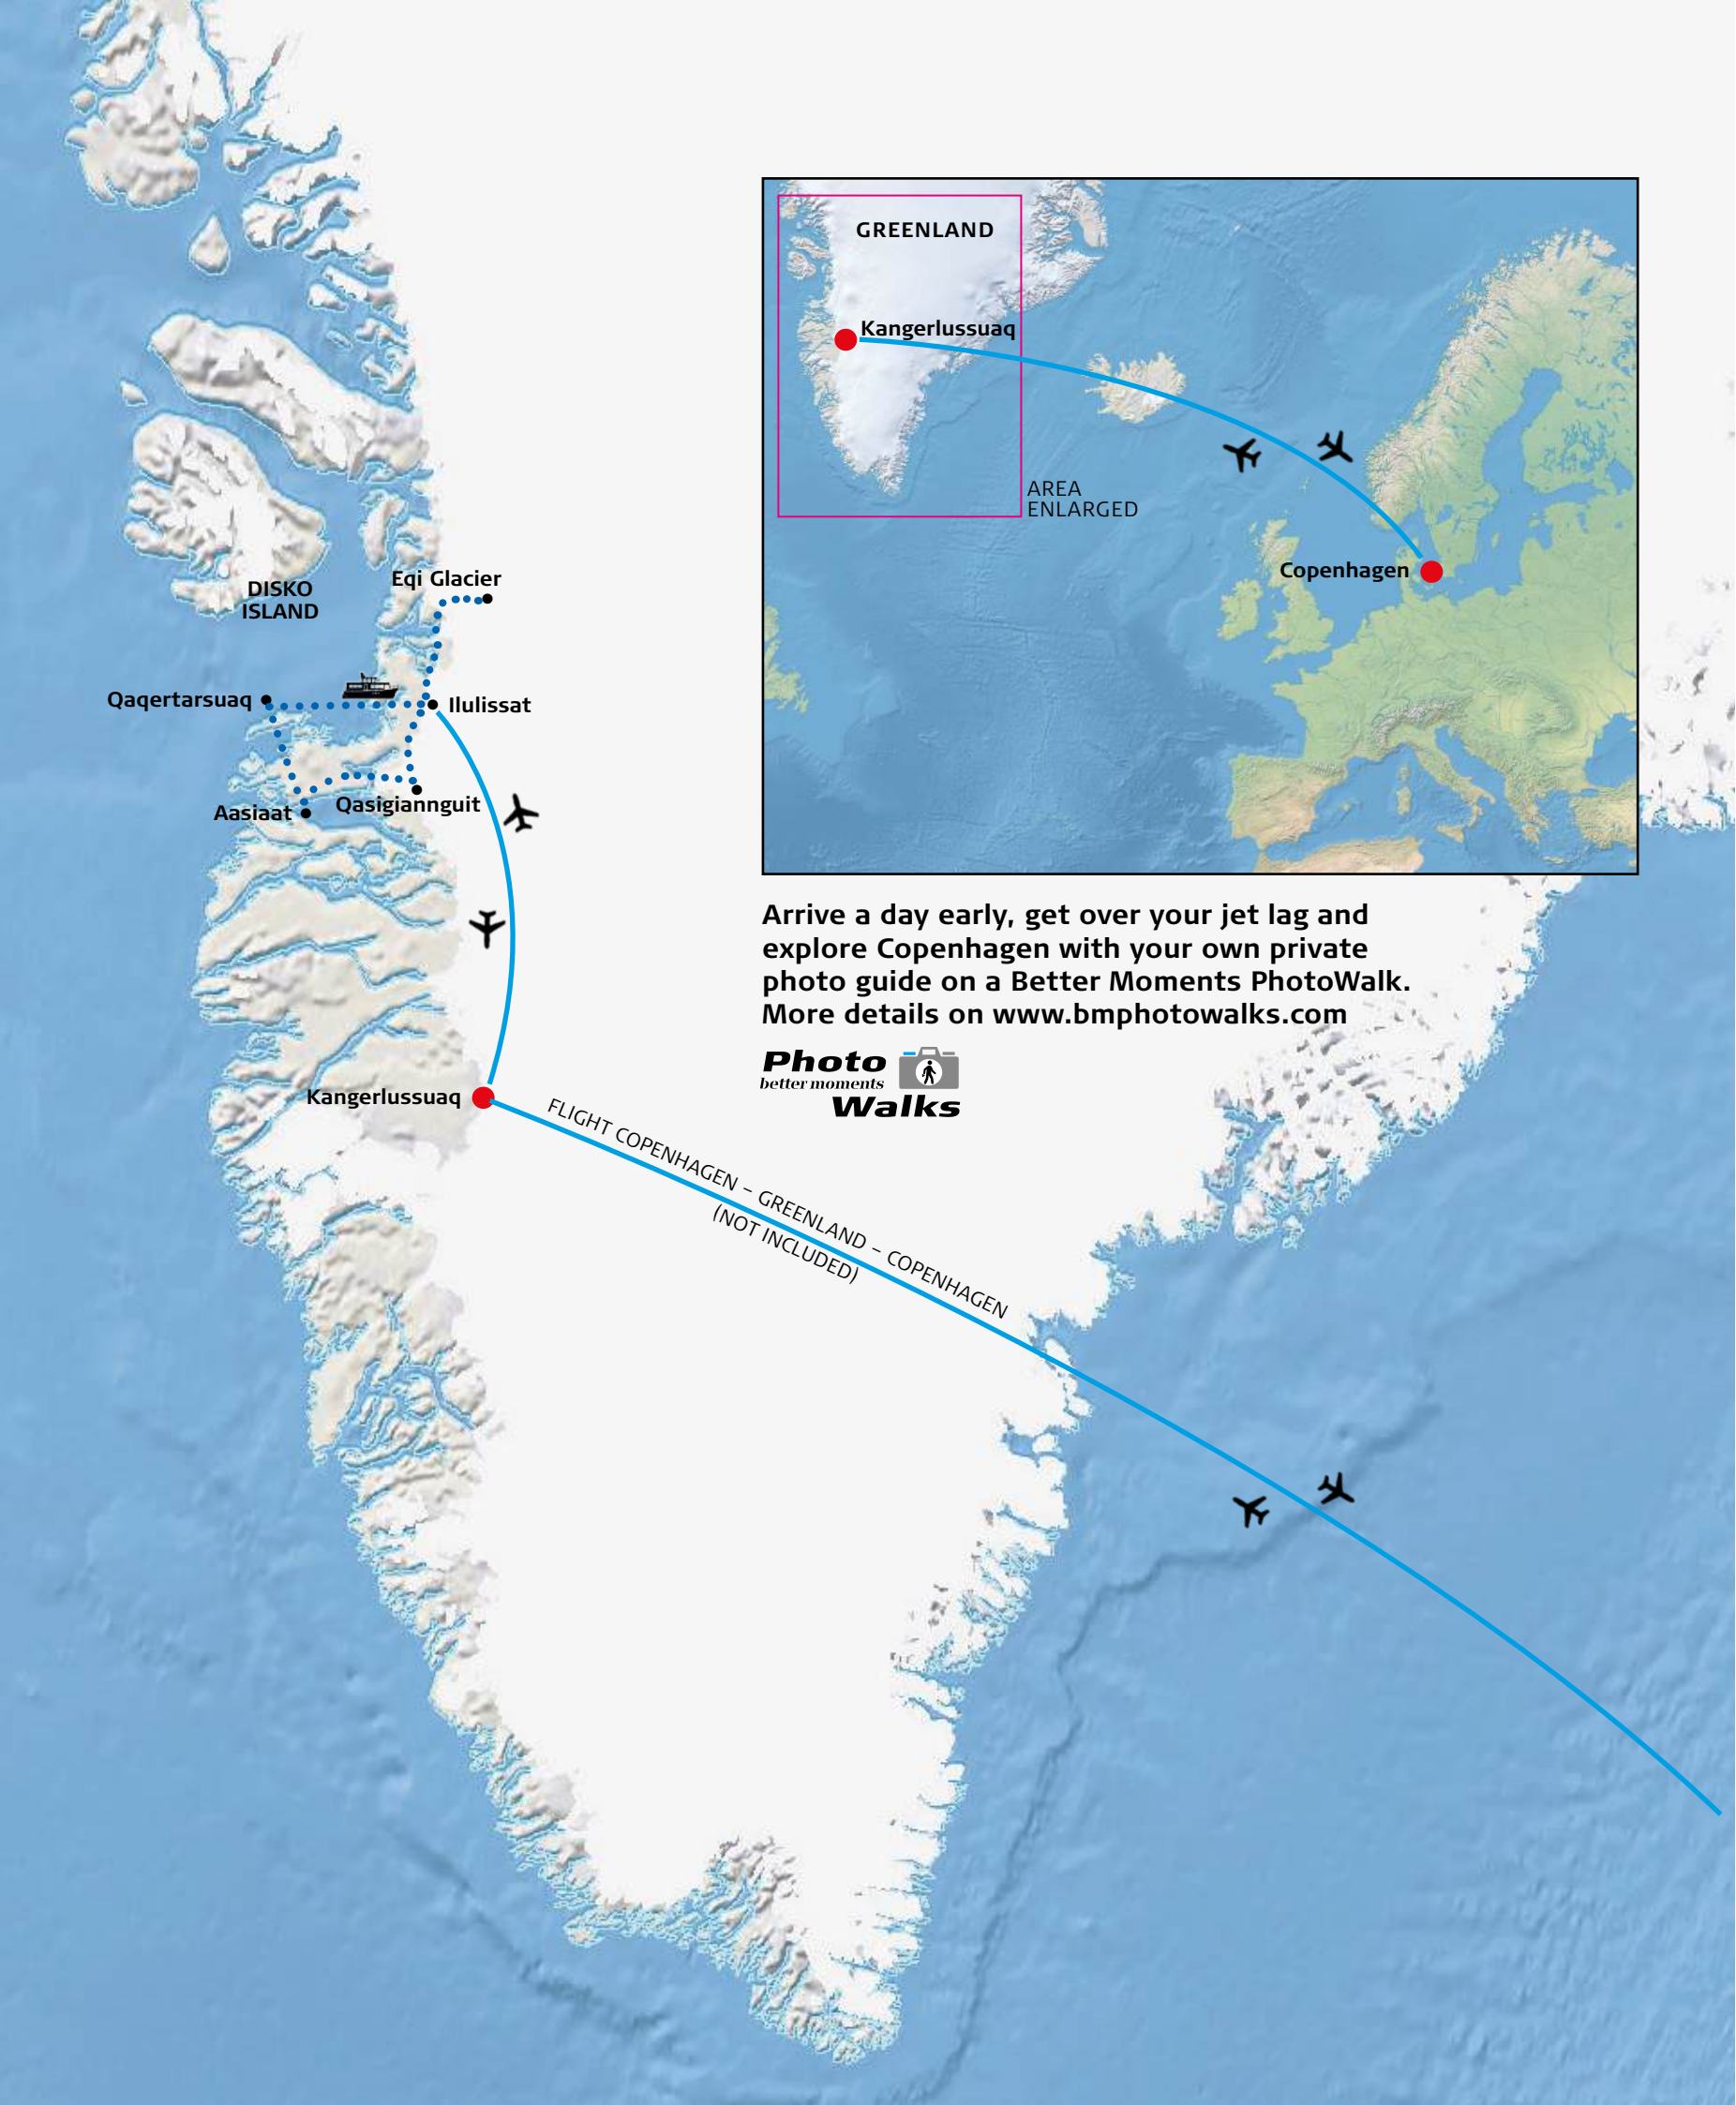 GREENLAND
Kangerlussuaq
AREA
ENLARGED
Copenhagen
DISKO
ISLAND
Eqi Glacier
Qaqertarsuaq
Ilulissat
Aasiaat
Qasigiannguit
Arrive a day early, get over your jet lag and
explore Copenhagen with your own private
photo guide on a Better Moments PhotoWalk.
More details on www.bmphotowalks.com
Photo
better moments
Walks
Kangerlussuaq
FLIGHT COPENHAGEN – GREENLAND – COPENHAGEN
(NOT INCLUDED)